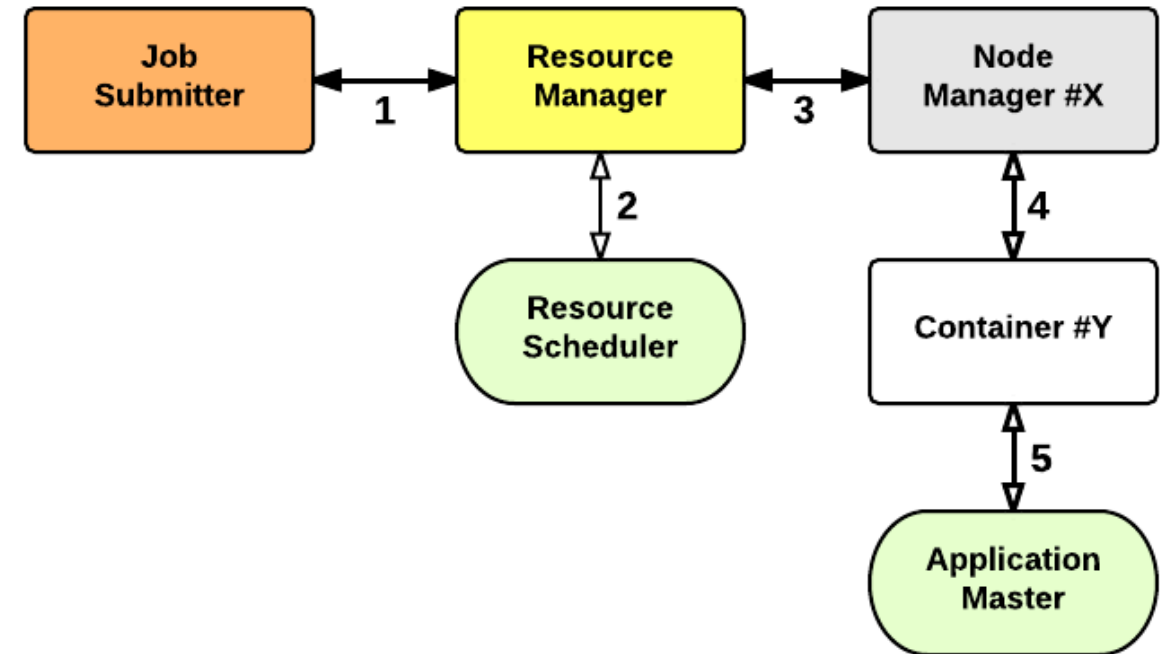 Job
Submitter
1
Resource
Manager
3
Node
Manager #X
2
4
Resource
Scheduler
Container #Y
5
Application
Master